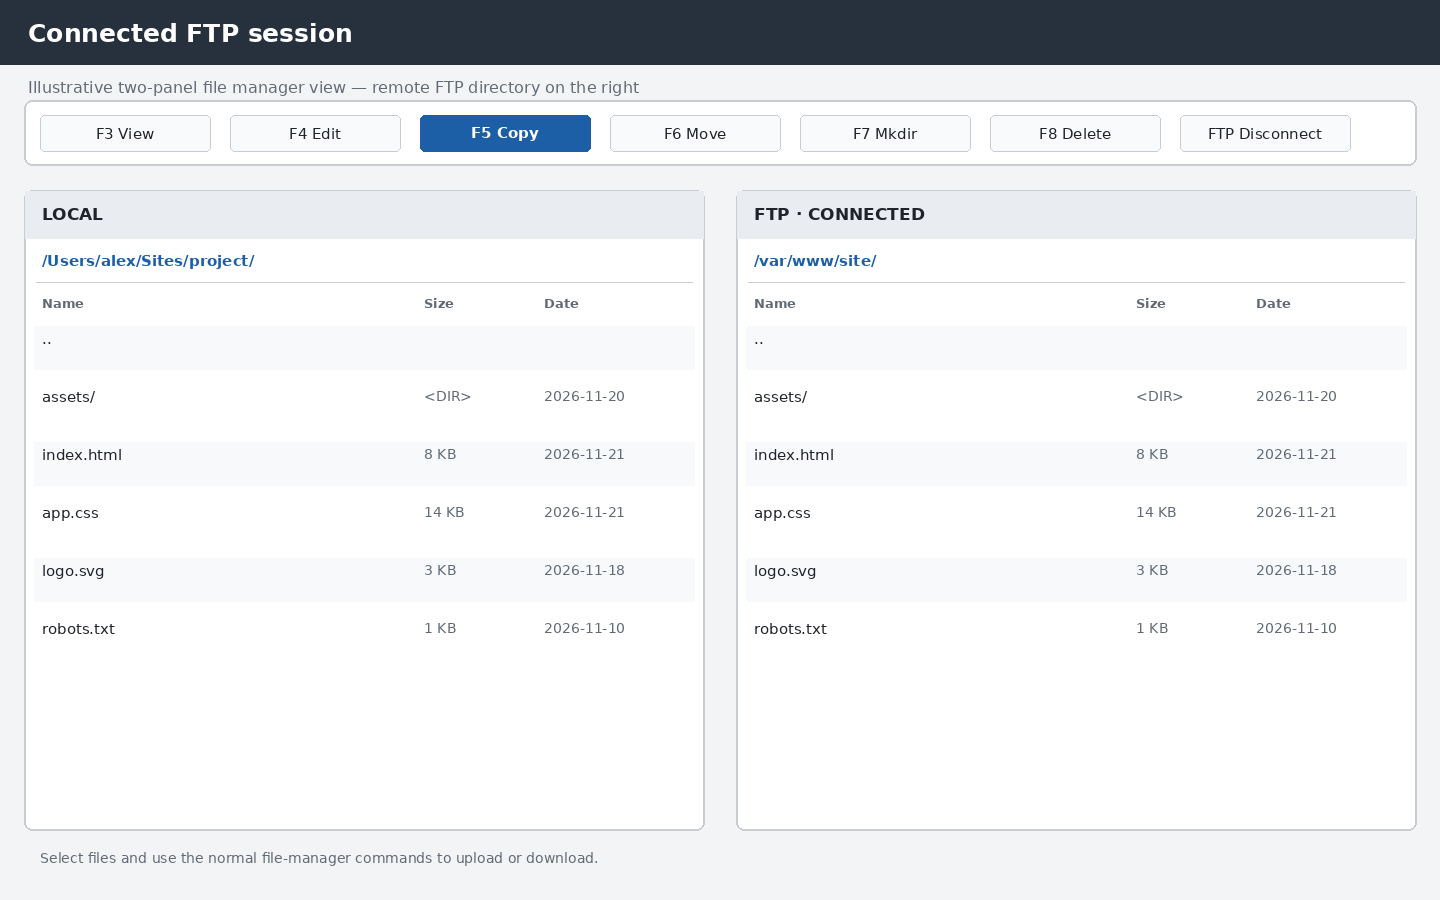 Connected FTP session
Illustrative two-panel file manager view — remote FTP directory on the right
F3 View F4 Edit F5 Copy F6 Move F7 Mkdir F8 Delete FTP Disconnect
LOCAL
/Users/alex/Sites/project/
Name Size Date
..
assets/ <DIR> 2026-11-20
index.html 8 KB 2026-11-21
app.css 14 KB 2026-11-21
logo.svg 3 KB 2026-11-18
robots.txt 1 KB 2026-11-10
FTP · CONNECTED
/var/www/site/
Name Size Date
..
assets/ <DIR> 2026-11-20
index.html 8 KB 2026-11-21
app.css 14 KB 2026-11-21
logo.svg 3 KB 2026-11-18
robots.txt 1 KB 2026-11-10
Select files and use the normal file-manager commands to upload or download.